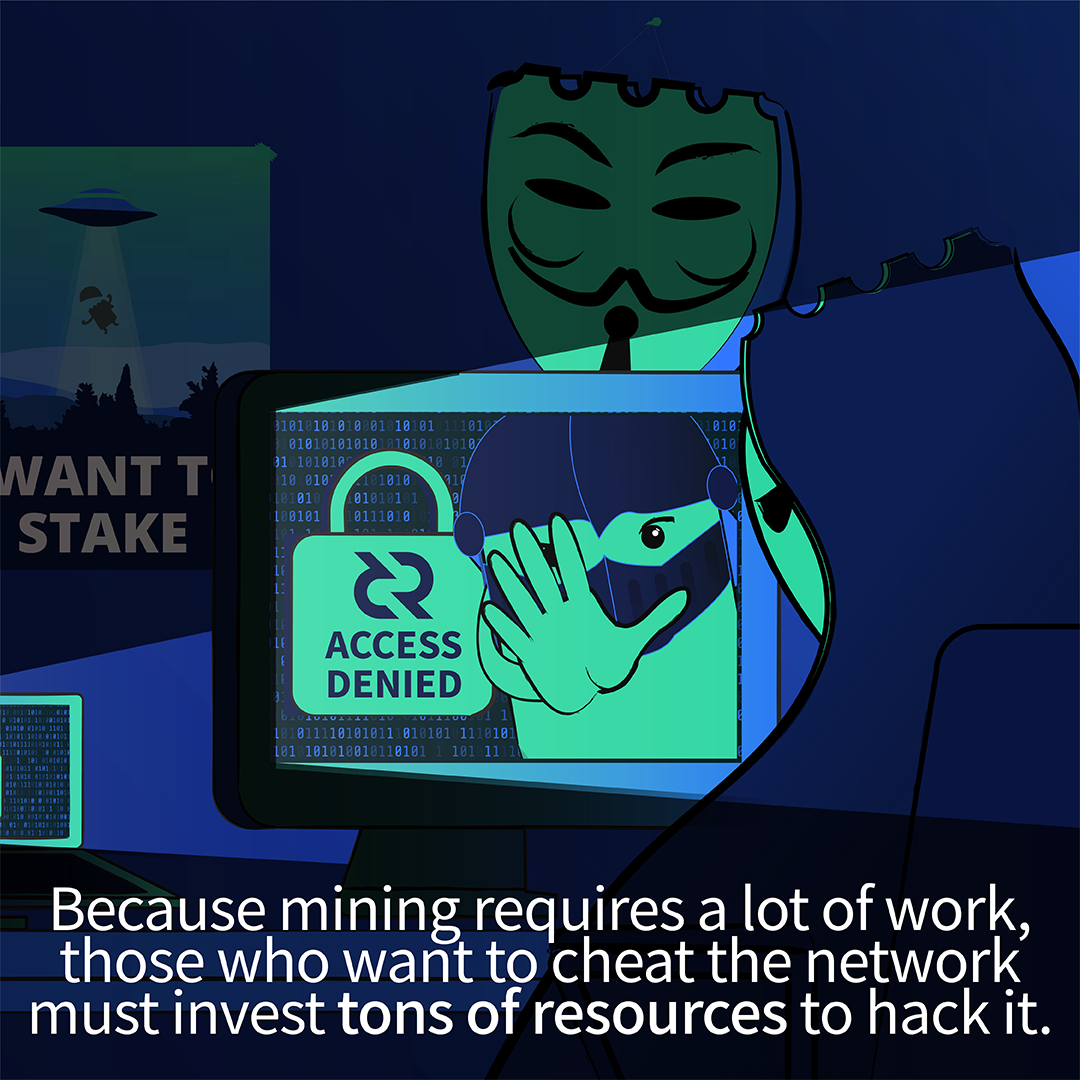 WANT T
STAKE
ACCESS
DENIED
Because mining requires a lot of work,
those who want to cheat the network
must invest tons of resources to hack it.